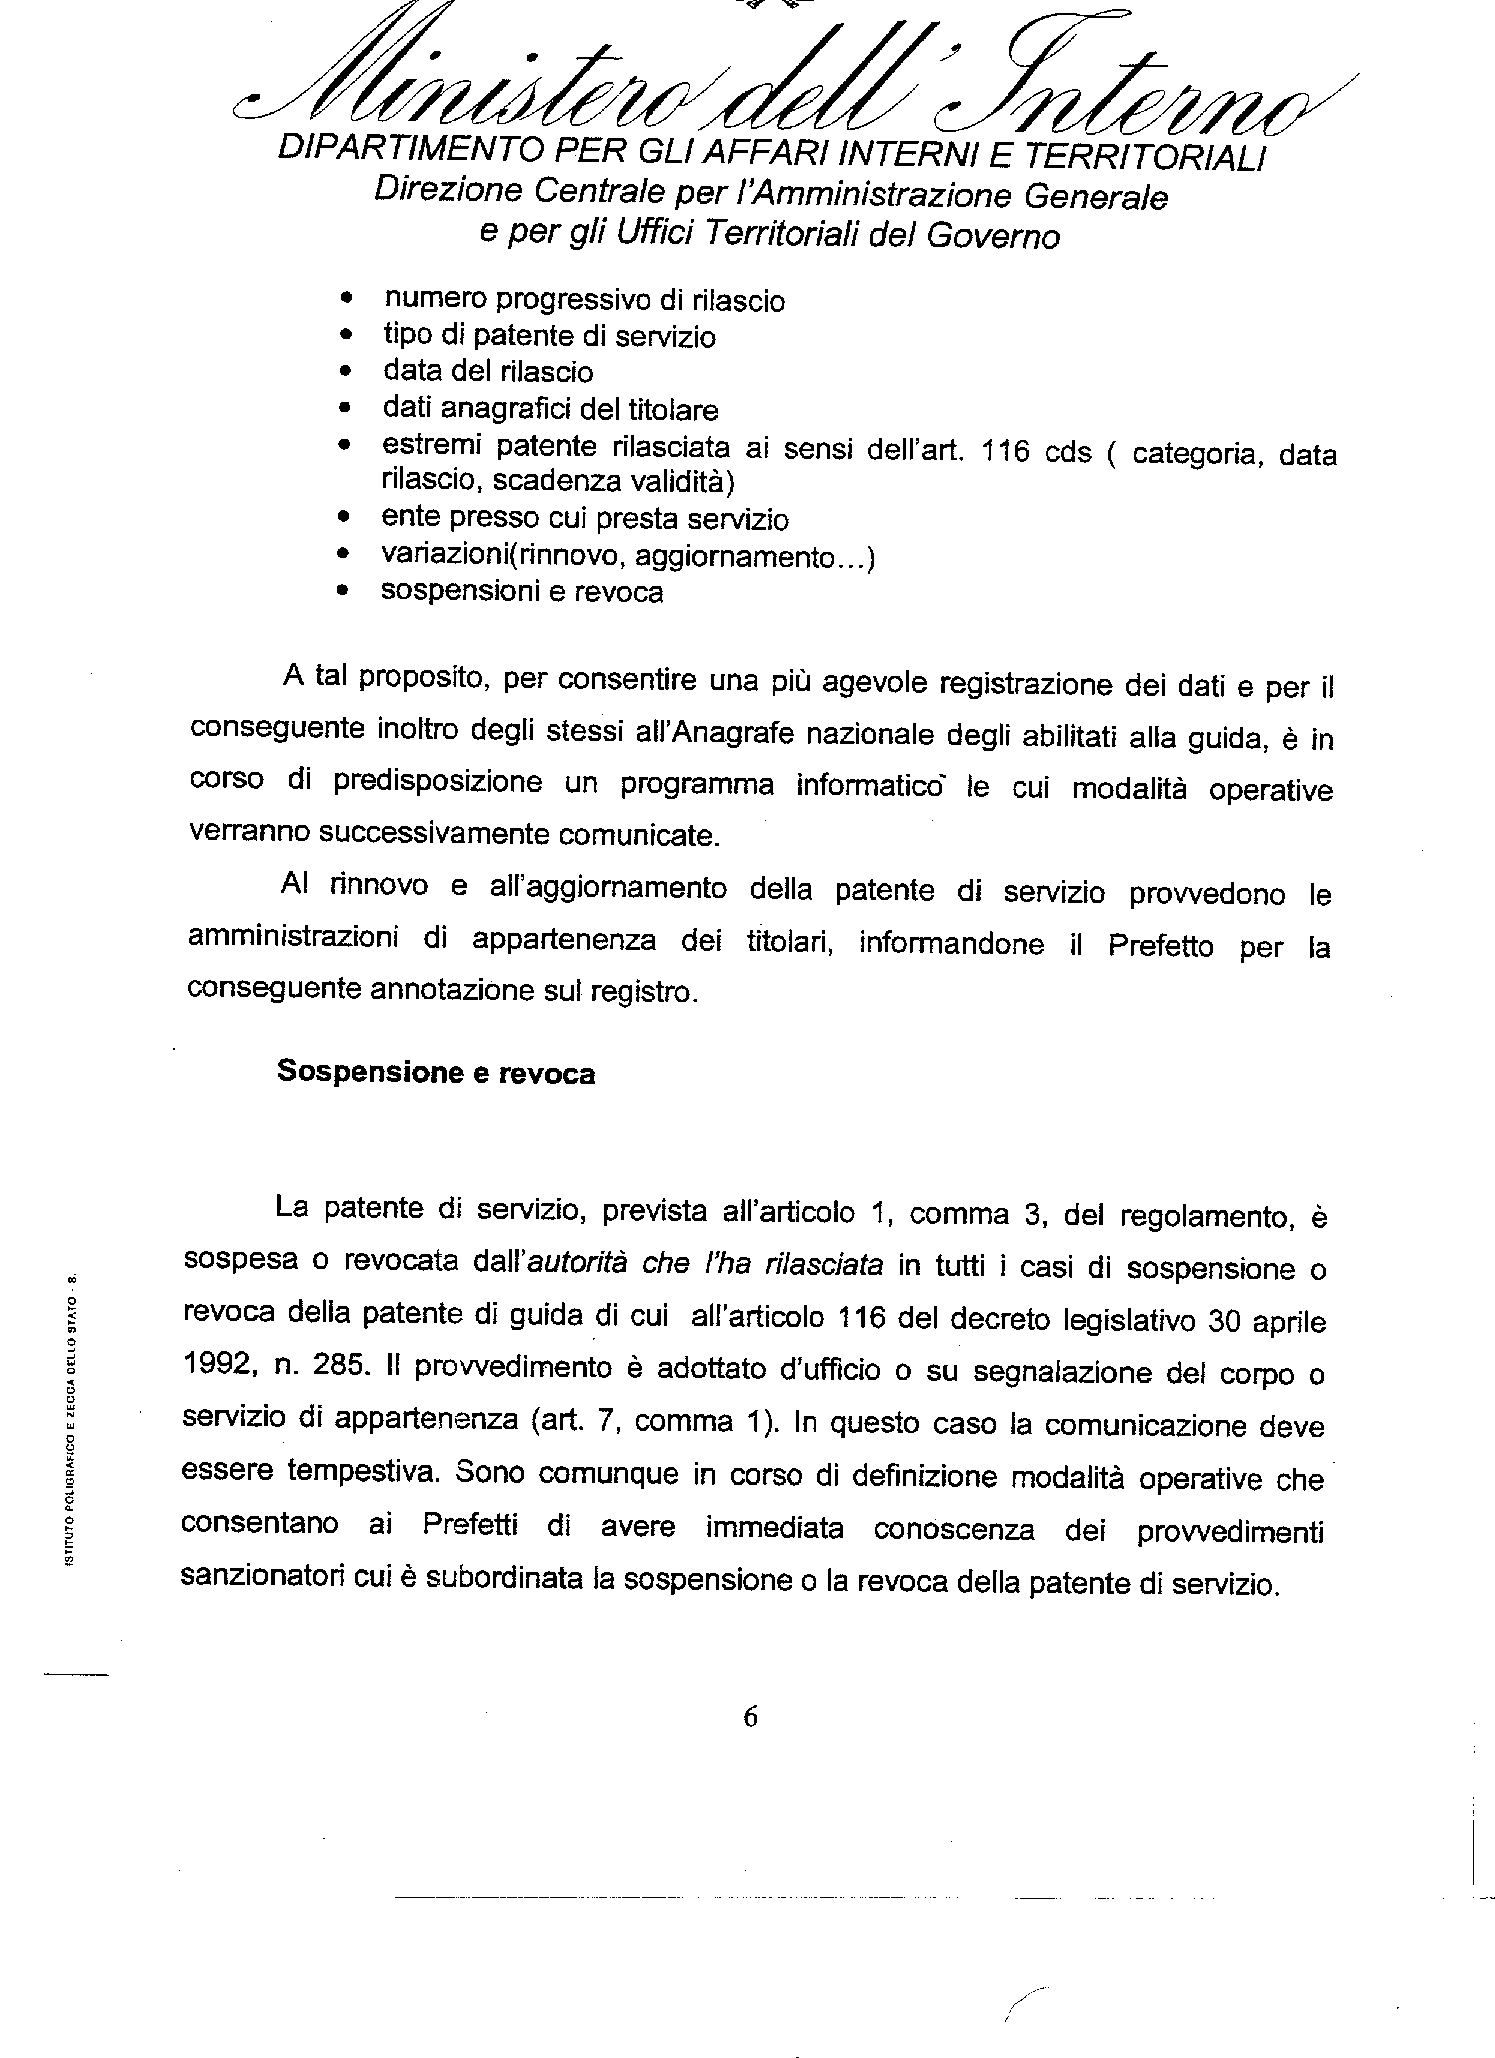 Ministero dell'Interno
DIPARTIMENTO PER GLI AFFARI INTERNI E TERRITORIALI
Direzione Centrale per l'Amministrazione Generale
e per gli Uffici Territoriali del Governo
• numero progressivo di rilascio
• tipo di patente di servizio
• data del rilascio
• dati anagrafici del titolare
• estremi patente rilasciata ai sensi dell'art. 116 cds ( categoria, data
rilascio, scadenza validità)
• ente presso cui presta servizio
• variazioni(rinnovo, aggiornamento...)
• sospensioni e revoca
A tal proposito, per consentire una più agevole registrazione dei dati e per il
conseguente inoltro degli stessi all'Anagrafe nazionale degli abilitati alla guida, è in
corso di predisposizione un programma informatico le cui modalità operative
verranno successivamente comunicate.
Al rinnovo e all'aggiornamento della patente di servizio provvedono le
amministrazioni di appartenenza dei titolari, informandone il Prefetto per la
conseguente annotazione sul registro.
Sospensione e revoca
La patente di servizio, prevista all'articolo 1, comma 3, del regolamento, è
sospesa o revocata dall'autorità che l'ha rilasciata in tutti i casi di sospensione o
revoca della patente di guida di cui all'articolo 116 del decreto legislativo 30 aprile
1992, n. 285. Il provvedimento è adottato d'ufficio o su segnalazione del corpo o
servizio di appartenenza (art. 7, comma 1). In questo caso la comunicazione deve
essere tempestiva. Sono comunque in corso di definizione modalità operative che
consentano ai Prefetti di avere immediata conoscenza dei provvedimenti
sanzionatori cui è subordinata la sospensione o la revoca della patente di servizio.
ISTITUTO POLIGRAFICO E ZECCA DELLO STATO - S.
6